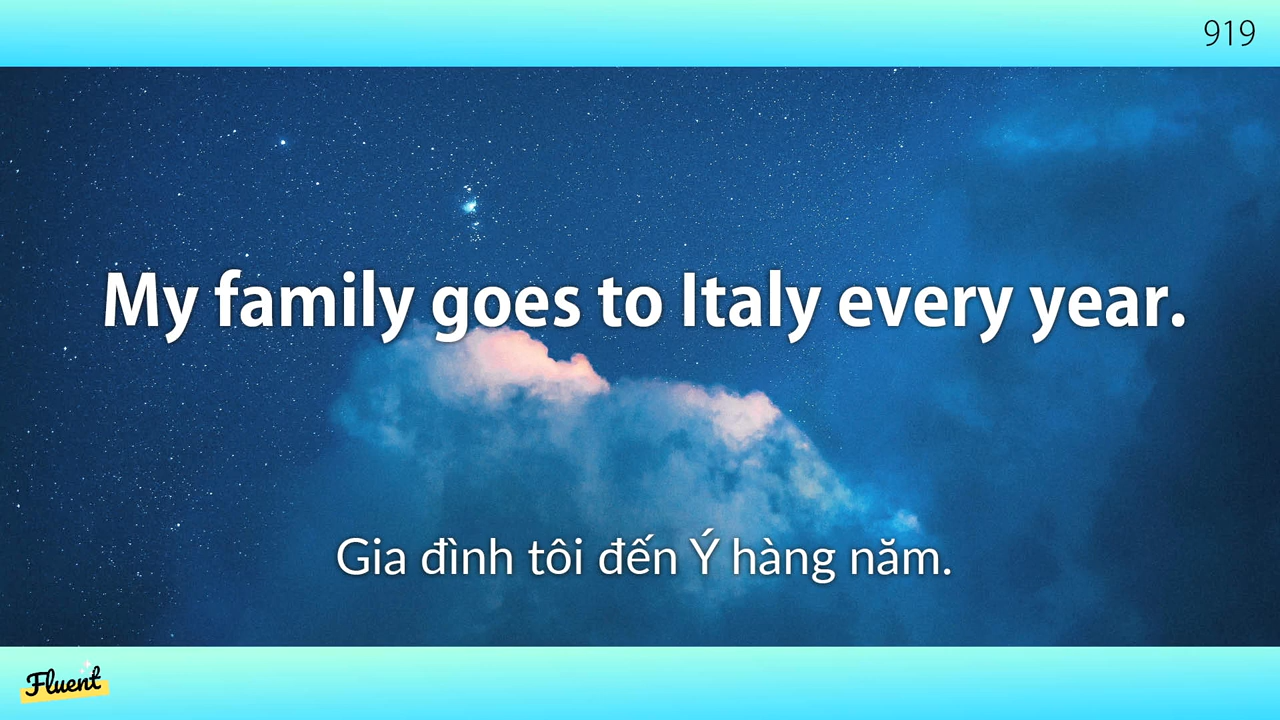 919
My family goes to Italy every year.
Gia đình tôi đến Ý hàng năm.
Fluent